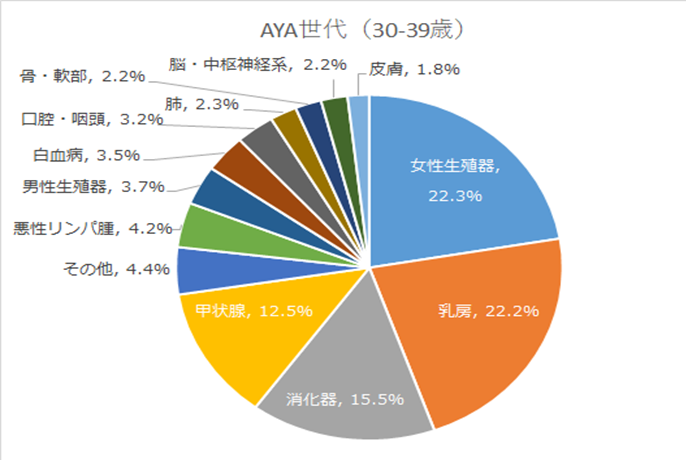 AYA世代（30-39歳）
女性生殖器,
22.3%
乳房, 22.2%
消化器, 15.5%
甲状腺, 12.5%
その他, 4.4%
悪性リンパ腫, 4.2%
男性生殖器, 3.7%
白血病, 3.5%
口腔・咽頭, 3.2%
肺, 2.3%
骨・軟部, 2.2%
脳・中枢神経系, 2.2%
皮膚, 1.8%